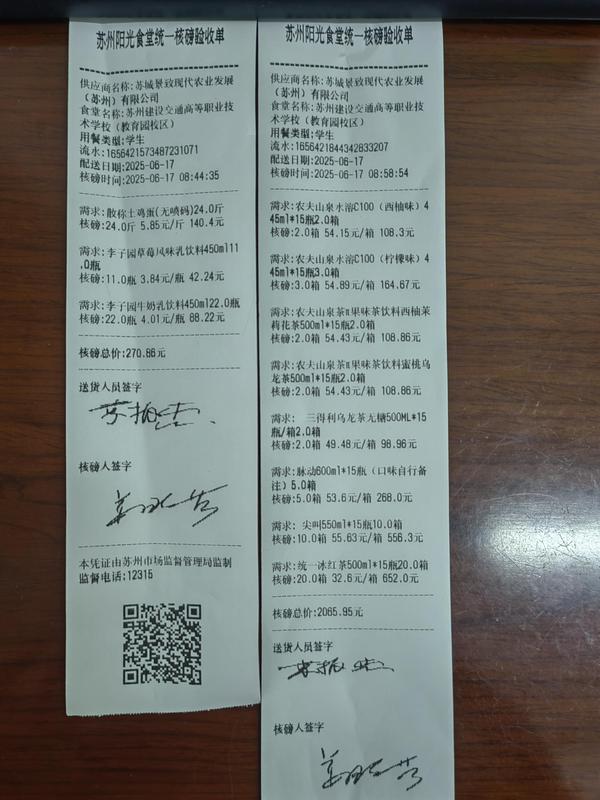 苏州阳光食堂统一核磅验收单
供应商名称:苏城景致现代农业发展
（苏州）有限公司
食堂名称:苏州建设交通高等职业技
术学校（教育园校区）
用餐类型:学生
流水:1656421573487231071
配送日期:2025-06-17
核磅时间:2025-06-17 08:44:35
需求:散称土鸡蛋(无喷码)24.0斤
核磅:24.0斤 5.85元/斤 140.4元
需求:李子园草莓风味乳饮料450ml11
.0瓶
核磅:11.0瓶 3.84元/瓶 42.24元
需求:李子园牛奶乳饮料450ml22.0瓶
核磅:22.0瓶 4.01元/瓶 88.22元
核磅总价:270.86元
送货人员签字
核磅人签字
本凭证由苏州市场监督管理局监制
监督电话:12315
苏州阳光食堂统一核磅验收单
供应商名称:苏城景致现代农业发展
（苏州）有限公司
食堂名称:苏州建设交通高等职业技
术学校（教育园校区）
用餐类型:学生
流水:1656421844342833207
配送日期:2025-06-17
核磅时间:2025-06-17 08:58:54
需求:农夫山泉水溶C100（西柚味）4
45ml*15瓶2.0箱
核磅:2.0箱 54.15元/箱 108.3元
需求:农夫山泉水溶C100（柠檬味）4
45ml*15瓶3.0箱
核磅:3.0箱 54.89元/箱 164.67元
需求:农夫山泉茶π果味茶饮料西柚茉
莉花茶500ml*15瓶2.0箱
核磅:2.0箱 54.43元/箱 108.86元
需求:农夫山泉茶π果味茶饮料蜜桃乌
龙茶500ml*15瓶2.0箱
核磅:2.0箱 54.43元/箱 108.86元
需求: 三得利乌龙茶无糖500ML*15
瓶/箱2.0箱
核磅:2.0箱 49.48元/箱 98.96元
需求:脉动600ml*15瓶（口味自行备
注）5.0箱
核磅:5.0箱 53.6元/箱 268.0元
需求: 尖叫550ml*15瓶10.0箱
核磅:10.0箱 55.63元/箱 556.3元
需求:统一冰红茶500ml*15瓶20.0箱
核磅:20.0箱 32.6元/箱 652.0元
核磅总价:2065.95元
送货人员签字
核磅人签字